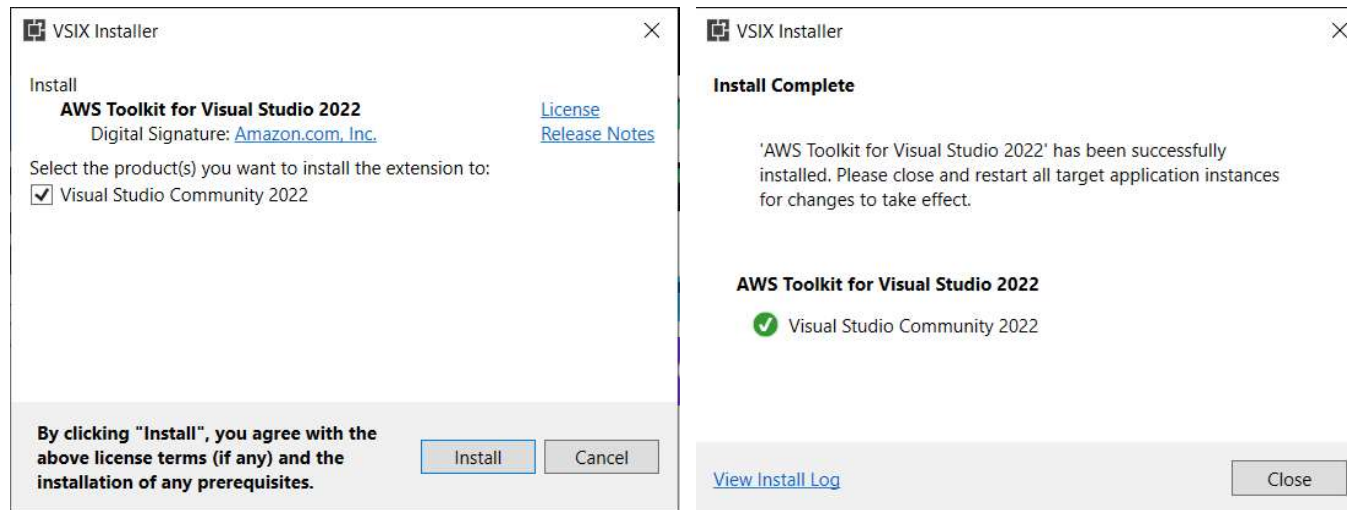 VSIX Installer
Install
AWS Toolkit for Visual Studio 2022
License
Digital Signature: Amazon.com, Inc.
Release Notes
Select the product(s) you want to install the extension to:
Visual Studio Community 2022
By clicking "Install", you agree with the
above license terms (if any) and the
installation of any prerequisites.
Install
Cancel
VSIX Installer
Install Complete
'AWS Toolkit for Visual Studio 2022' has been successfully
installed. Please close and restart all target application instances
for changes to take effect.
AWS Toolkit for Visual Studio 2022
Visual Studio Community 2022
View Install Log
Close